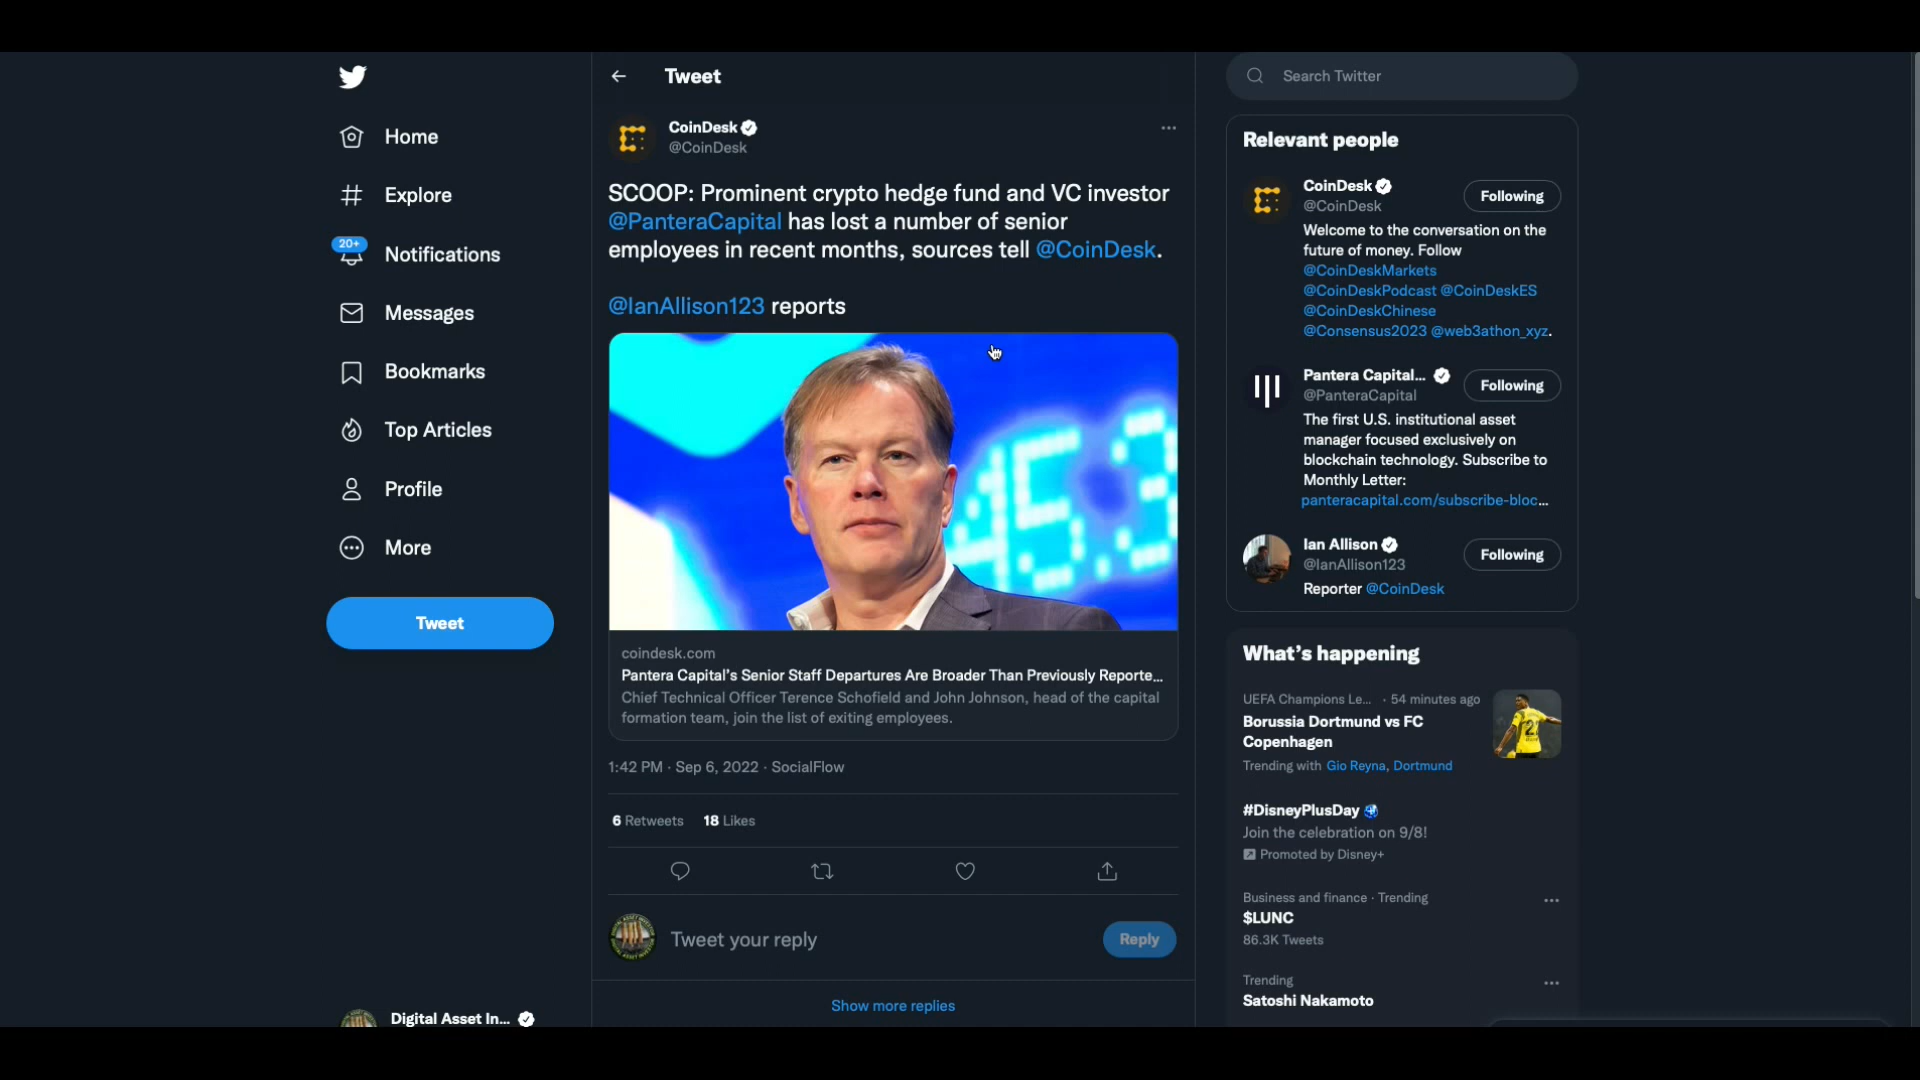 Home
Explore
20+
Notifications
Messages
Bookmarks
Top Articles
Profile
More
Tweet
Digital Asset In...
Tweet
CoinDesk
@CoinDesk
SCOOP: Prominent crypto hedge fund and VC investor
@PanteraCapital has lost a number of senior
employees in recent months, sources tell @CoinDesk.
@IanAllison123 reports
45.3
coindesk.com
Pantera Capital's Senior Staff Departures Are Broader Than Previously Reporte...
Chief Technical Officer Terence Schofield and John Johnson, head of the capital
formation team, join the list of exiting employees.
1:42 PM · Sep 6, 2022 · SocialFlow
6 Retweets 18 Likes
Tweet your reply
Reply
Show more replies
Search Twitter
Relevant people
CoinDesk
@CoinDesk
Following
Welcome to the conversation on the
future of money. Follow
@CoinDeskMarkets
@CoinDeskPodcast @CoinDeskES
@CoinDeskChinese
@Consensus2023 @web3athon_xyz.
Pantera Capital...
@PanteraCapital
Following
The first U.S. institutional asset
manager focused exclusively on
blockchain technology. Subscribe to
Monthly Letter:
panteracapital.com/subscribe-bloc...
Ian Allison
@IanAllison123
Following
Reporter @CoinDesk
What's happening
UEFA Champions Le... · 54 minutes ago
Borussia Dortmund vs FC
Copenhagen
Trending with Gio Reyna, Dortmund
#DisneyPlusDay
Join the celebration on 9/8!
Promoted by Disney+
Business and finance · Trending
$LUNC
86.3K Tweets
Trending
Satoshi Nakamoto